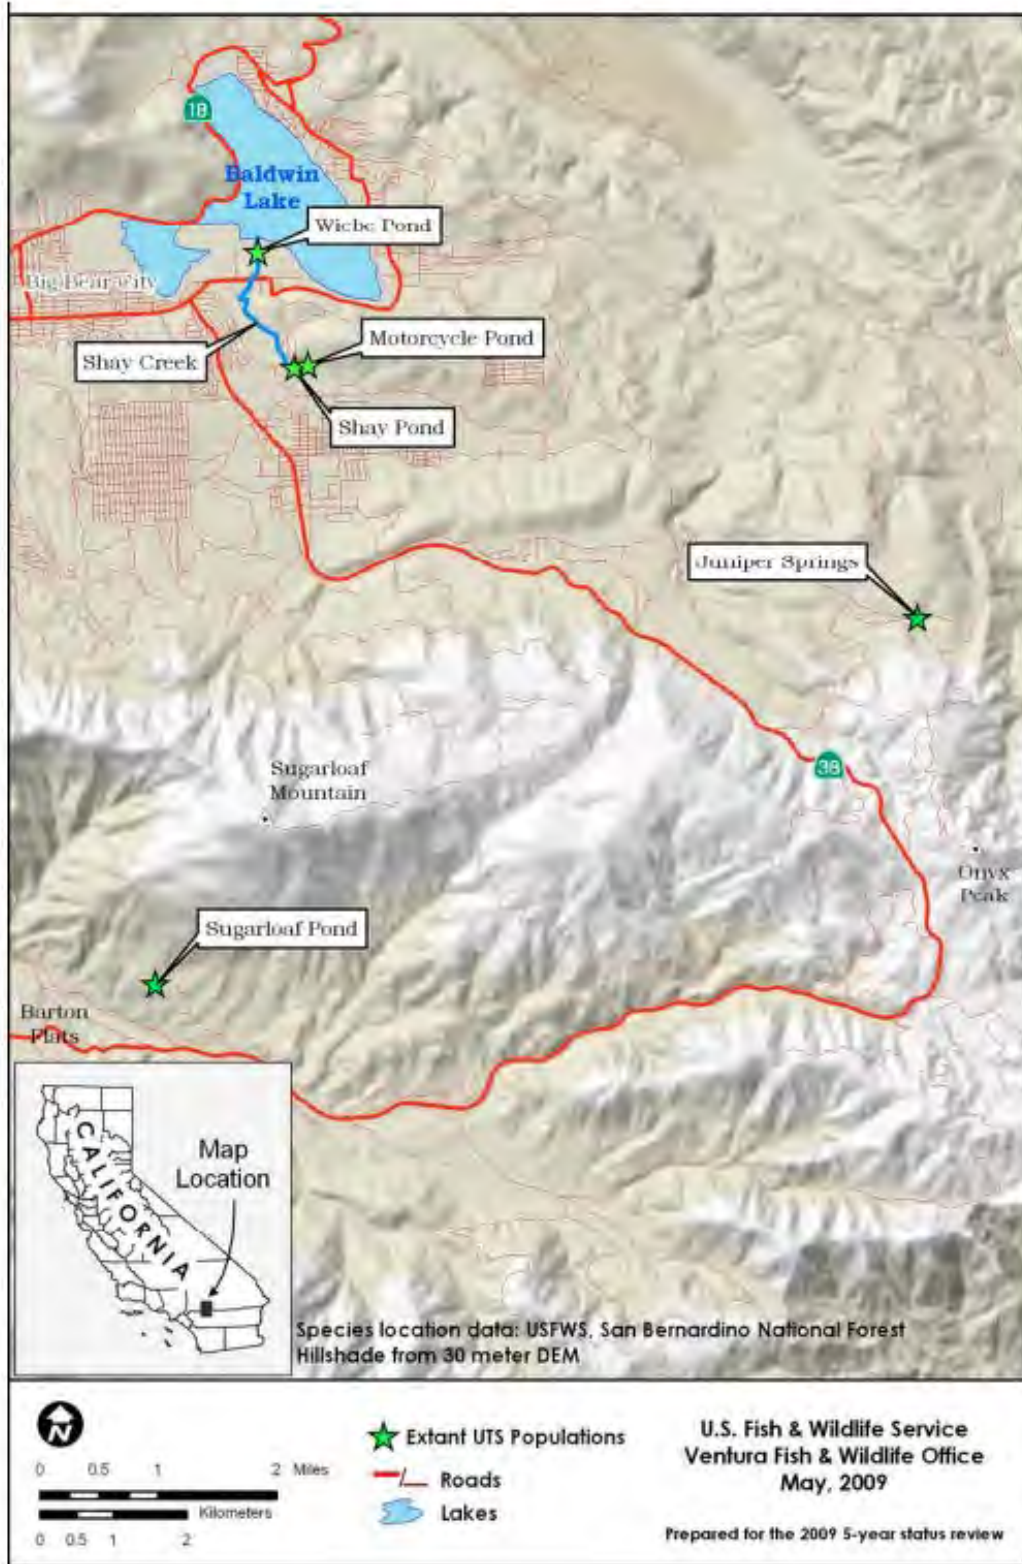 18
Baldwin
Lake
Wiebe Pond
Big Bear City
Motorcycle Pond
Shay Creek
Shay Pond
Juniper Springs
Sugarloaf
Mountain
38
Onyx
Peak
Sugarloaf Pond
Barton
Flats
CALIFORNIA
Map
Location
Species location data: USFWS, San Bernardino National Forest
Hillshade from 30 meter DEM
N
0 0.5 1 2 Miles
Kilometers
0 0.5 1 2
Extant UTS Populations
Roads
Lakes
U.S. Fish & Wildlife Service
Ventura Fish & Wildlife Office
May, 2009
Prepared for the 2009 5-year status review